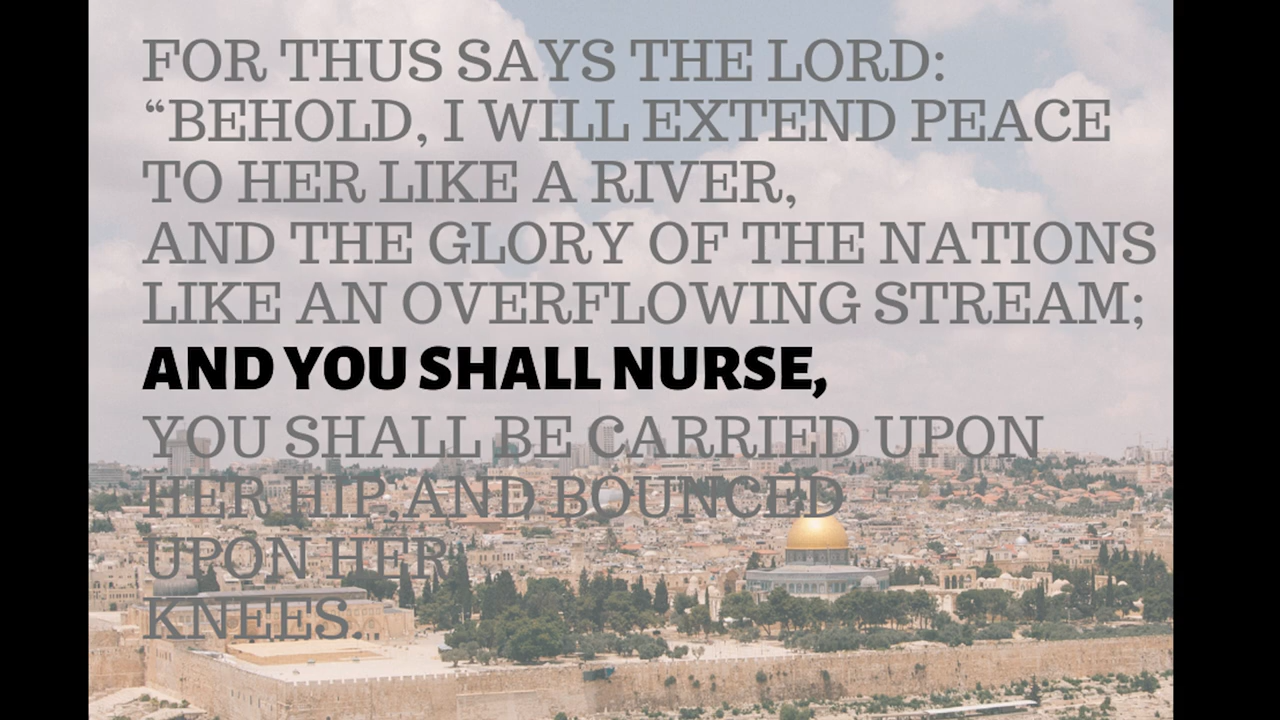 FOR THUS SAYS THE LORD:
“BEHOLD, I WILL EXTEND PEACE
TO HER LIKE A RIVER,
AND THE GLORY OF THE NATIONS
LIKE AN OVERFLOWING STREAM;
AND YOU SHALL NURSE,
YOU SHALL BE CARRIED UPON
HER HIP,AND BOUNCED
UPON HER
KNEES.